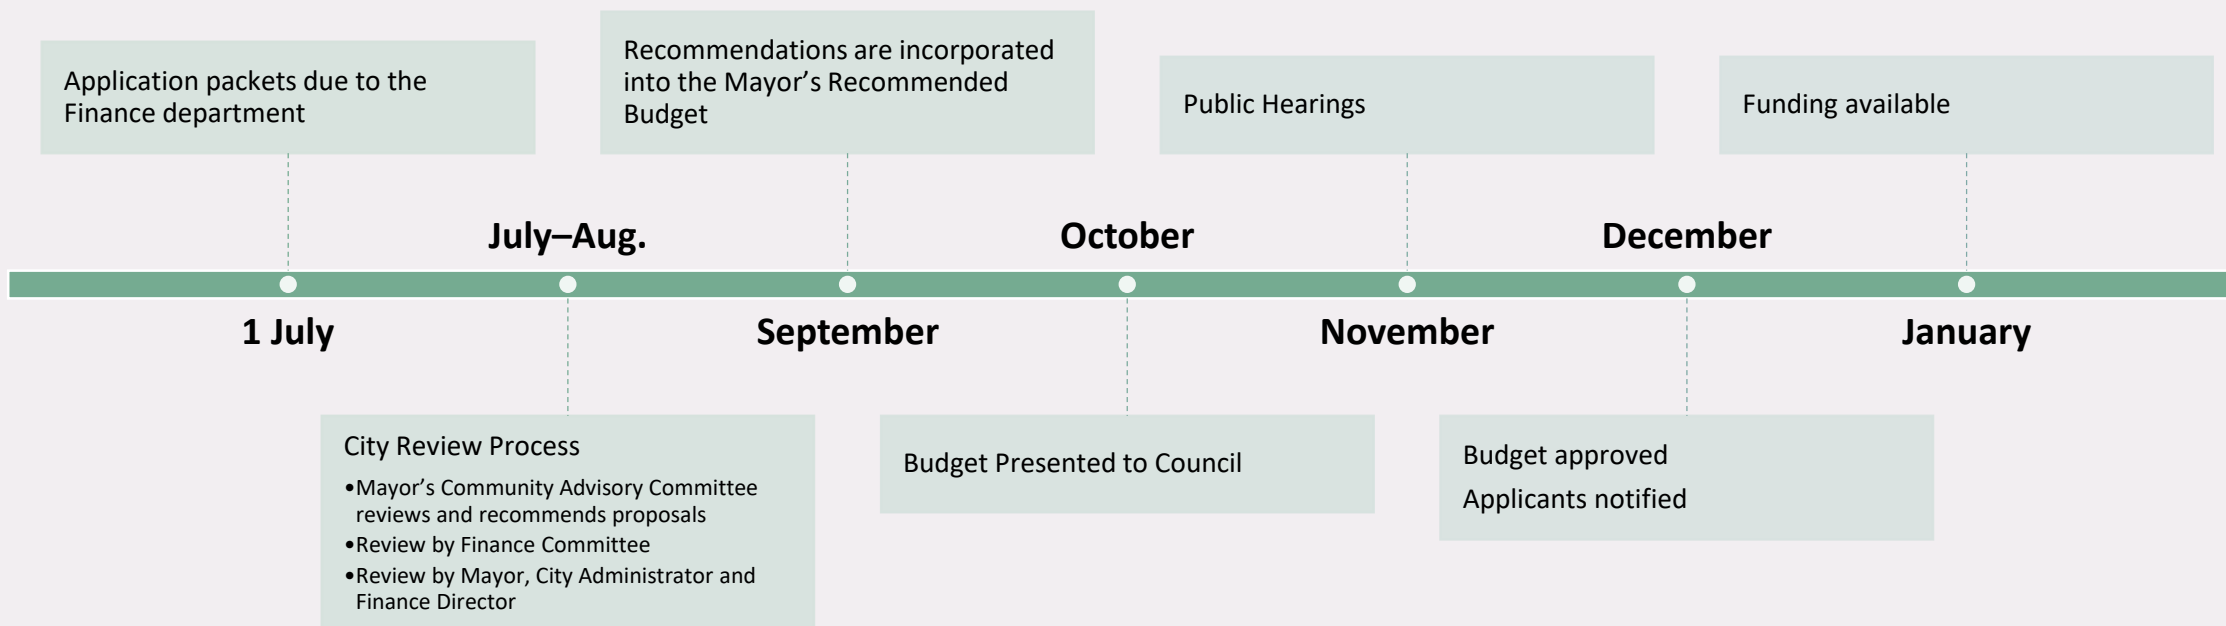 Application packets due to the
Finance department
Recommendations are incorporated
into the Mayor’s Recommended
Budget
Public Hearings
Funding available
July–Aug.
October
December
1 July
September
November
January
City Review Process
•Mayor’s Community Advisory Committee
reviews and recommends proposals
•Review by Finance Committee
•Review by Mayor, City Administrator and
Finance Director
Budget Presented to Council
Budget approved
Applicants notified